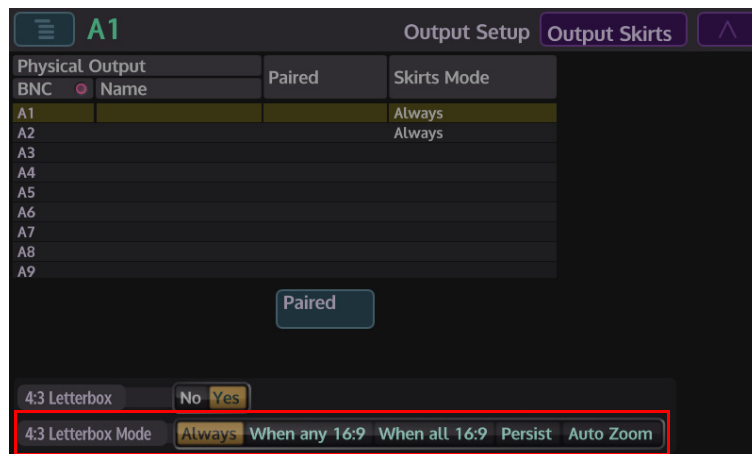 A1 Output Setup Output Skirts
Physical Output Paired Skirts Mode
BNC Name
A1 Always
A2 Always
A3
A4
A5
A6
A7
A8
A9
Paired
4:3 Letterbox No Yes
4:3 Letterbox Mode Always When any 16:9 When all 16:9 Persist Auto Zoom